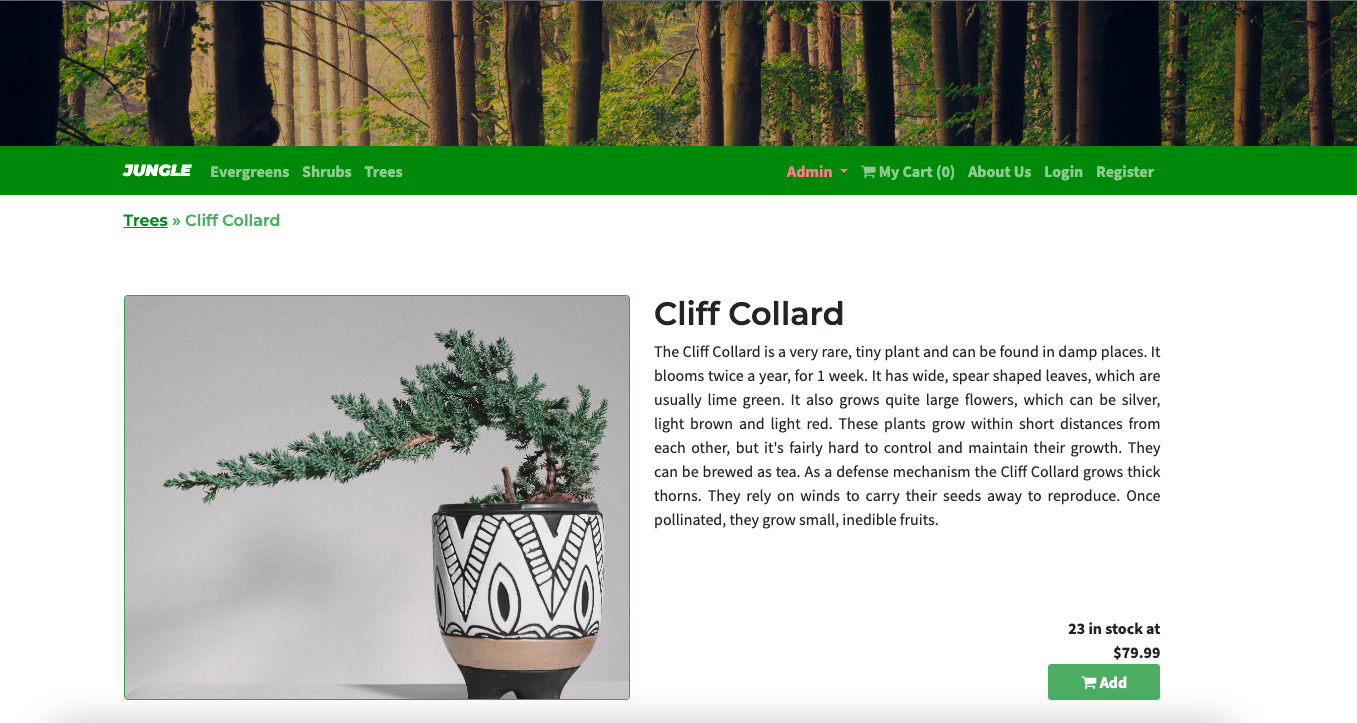 JUNGLE Evergreens Shrubs Trees Admin My Cart (0) About Us Login Register
Trees » Cliff Collard
Cliff Collard
The Cliff Collard is a very rare, tiny plant and can be found in damp places. It
blooms twice a year, for 1 week. It has wide, spear shaped leaves, which are
usually lime green. It also grows quite large flowers, which can be silver,
light brown and light red. These plants grow within short distances from
each other, but it's fairly hard to control and maintain their growth. They
can be brewed as tea. As a defense mechanism the Cliff Collard grows thick
thorns. They rely on winds to carry their seeds away to reproduce. Once
pollinated, they grow small, inedible fruits.
23 in stock at
$79.99
Add